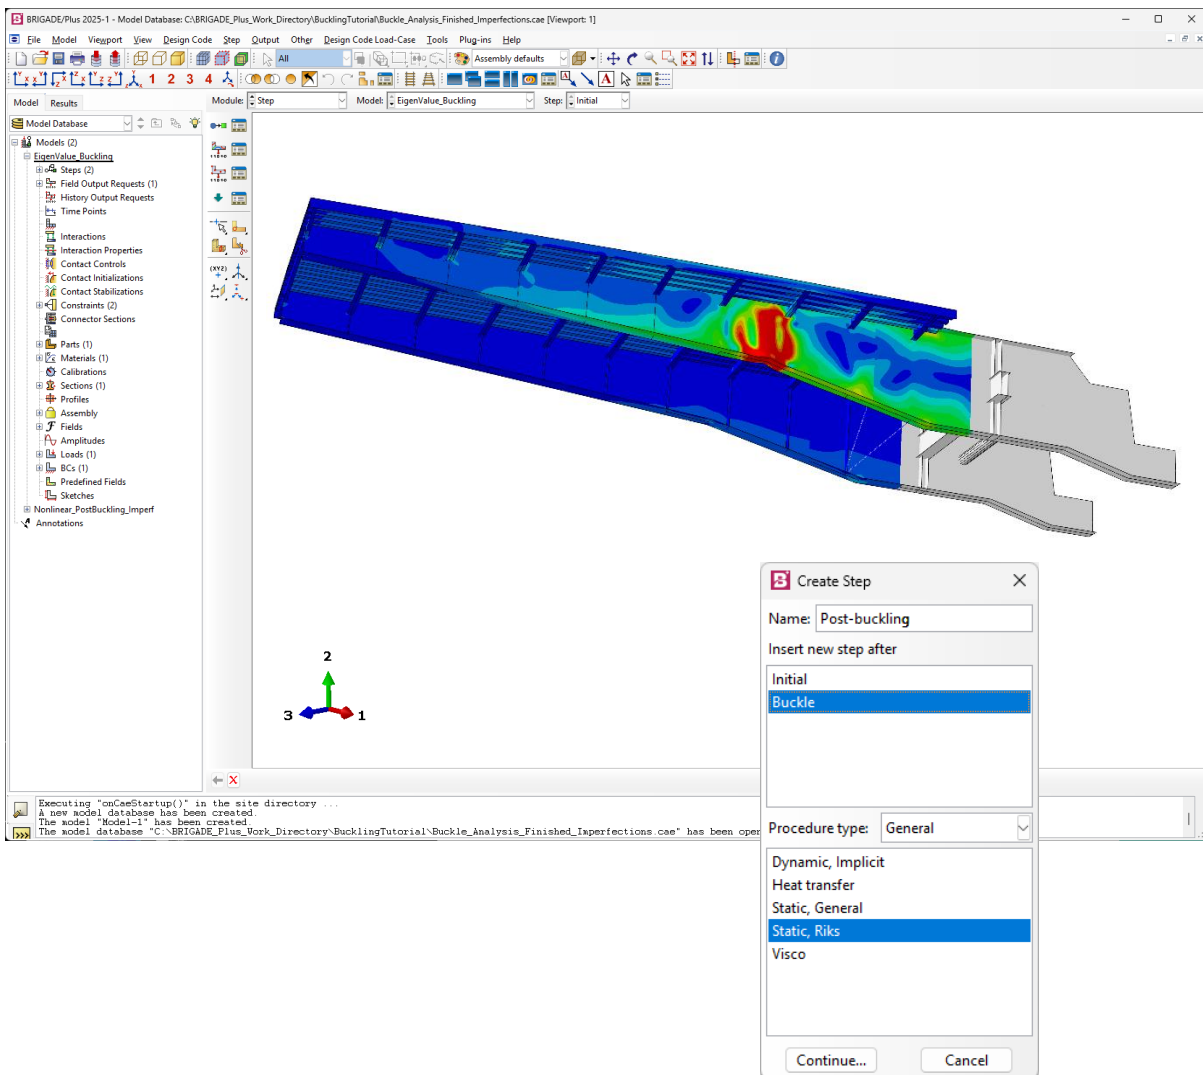 BRIGADE/Plus 2025-1 - Model Database: C:\BRIGADE_Plus_Work_Directory\BucklingTutorial\Buckle_Analysis_Finished_Imperfections.cae [Viewport: 1]
File Model Viewport View Design Code Step Output Other Design Code Load-Case Tools Plug-ins Help
All Assembly defaults
1 2 3 4 A
Model Results
Module: Step Model: EigenValue_Buckling Step: Initial
Model Database
Models (2)
EigenValue_Buckling
Steps (2)
Field Output Requests (1)
History Output Requests
Time Points
Interactions
Interaction Properties
Contact Controls
Contact Initializations
Contact Stabilizations
Constraints (2)
Connector Sections
Parts (1)
Materials (1)
Calibrations
Sections (1)
Profiles
Assembly
Fields
Amplitudes
Loads (1)
BCs (1)
Predefined Fields
Sketches
Nonlinear_PostBuckling_Imperf
Annotations
(XYZ)
2
3 1
Executing "onCaeStartup()" in the site directory ...
A new model database has been created.
The model "Model-1" has been created.
The model database "C:\BRIGADE_Plus_Work_Directory\BucklingTutorial\Buckle_Analysis_Finished_Imperfections.cae" has been oper
Create Step
Name: Post-buckling
Insert new step after
Initial
Buckle
Procedure type: General
Dynamic, Implicit
Heat transfer
Static, General
Static, Riks
Visco
Continue... Cancel